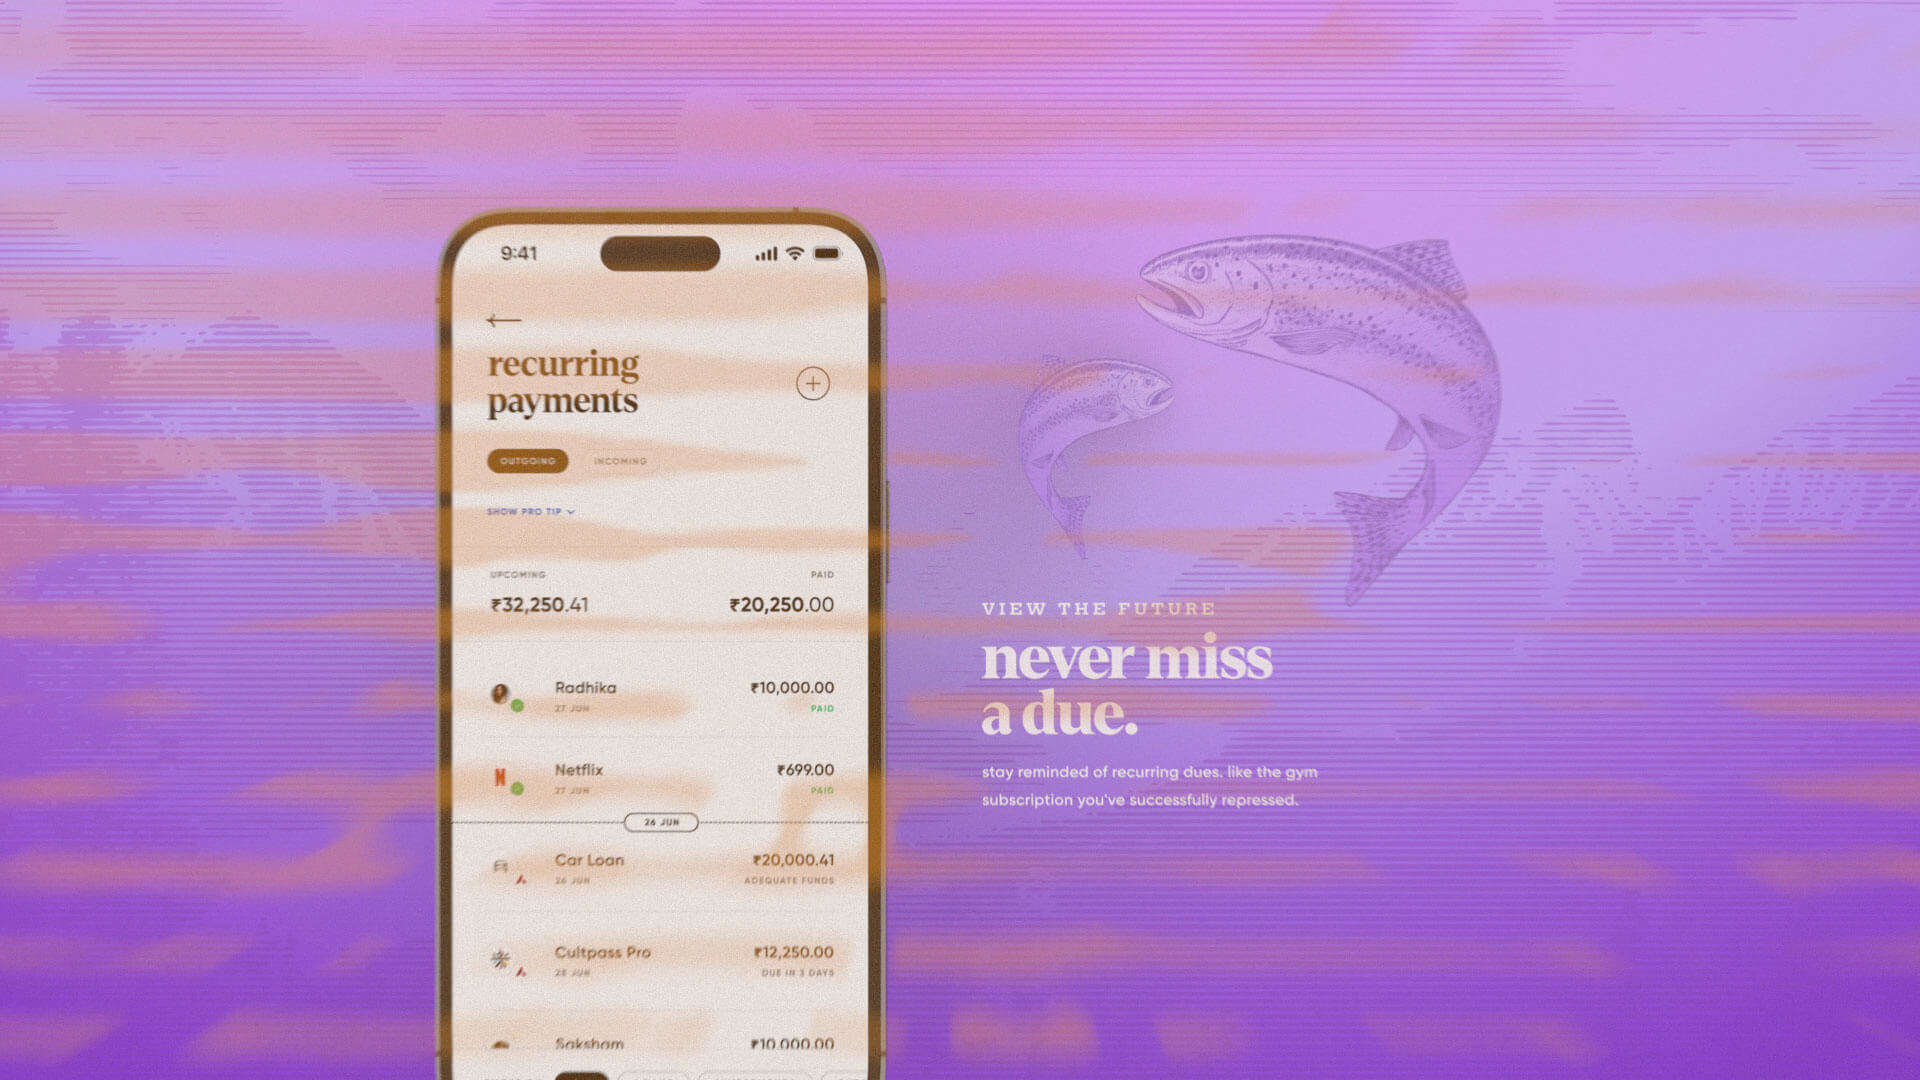 9:41
recurring
payments
OUTGOING INCOMING
SHOW PRO TIP
UPCOMING PAID
₹32,250.41 ₹20,250.00
Radhika ₹10,000.00
27 JUN PAID
N Netflix ₹699.00
27 JUN PAID
26 JUN
Car Loan ₹20,000.41
26 JUN ADEQUATE FUNDS
Cultpass Pro ₹12,250.00
28 JUN DUE IN 3 DAYS
Saksham ₹10,000.00
VIEW THE FUTURE
never miss
a due.
stay reminded of recurring dues. like the gym
subscription you've successfully repressed.